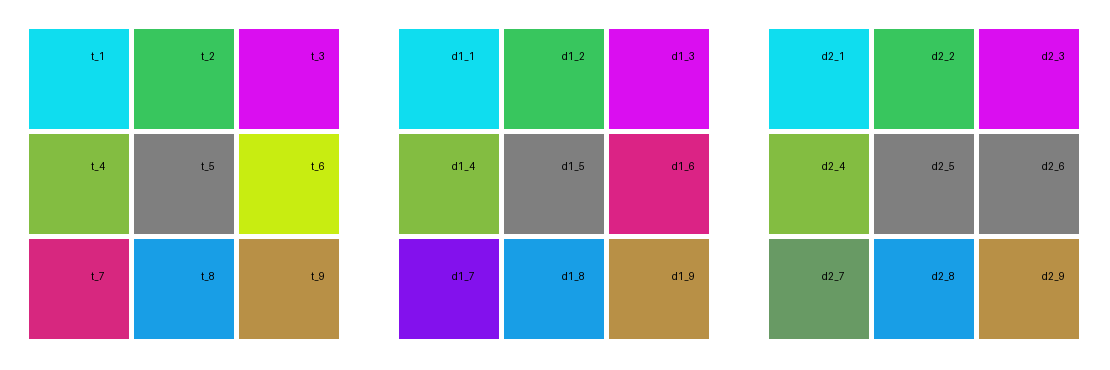 t_1 t_2 t_3 d1_1 d1_2 d1_3 d2_1 d2_2 d2_3
t_4 t_5 t_6 d1_4 d1_5 d1_6 d2_4 d2_5 d2_6
t_7 t_8 t_9 d1_7 d1_8 d1_9 d2_7 d2_8 d2_9